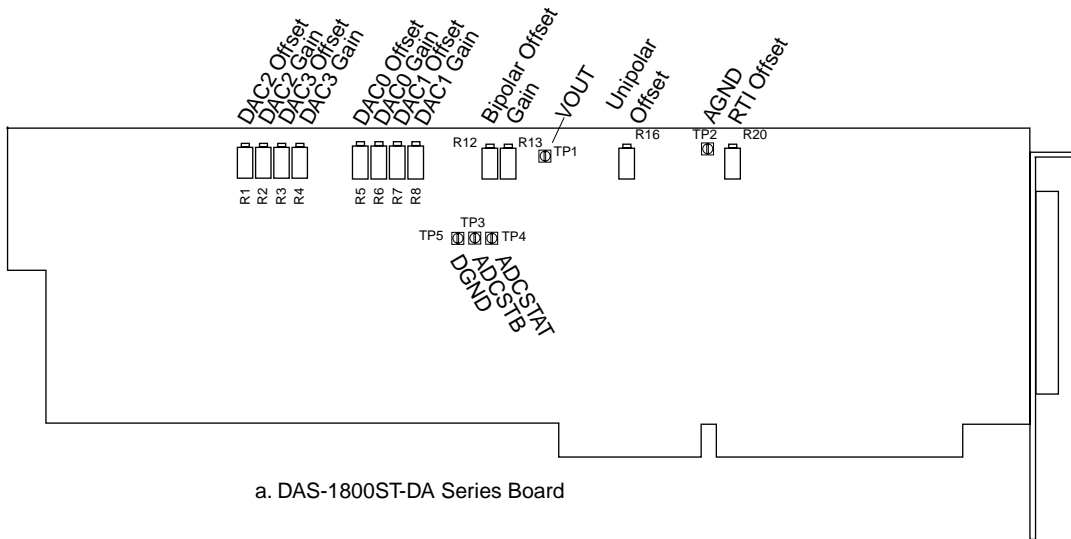 DAC2 Offset
DAC2 Gain
DAC3 Offset
DAC3 Gain
DAC0 Offset
DAC0 Gain
DAC1 Offset
DAC1 Gain
Bipolar Offset
Gain
VOUT
Unipolar
Offset
AGND
RTI Offset
R12
R13
TP1
R16
TP2
R20
R1
R2
R3
R4
R5
R6
R7
R8
TP5
TP3
TP4
DGND
ADCSTB
ADCSTAT
a. DAS-1800ST-DA Series Board